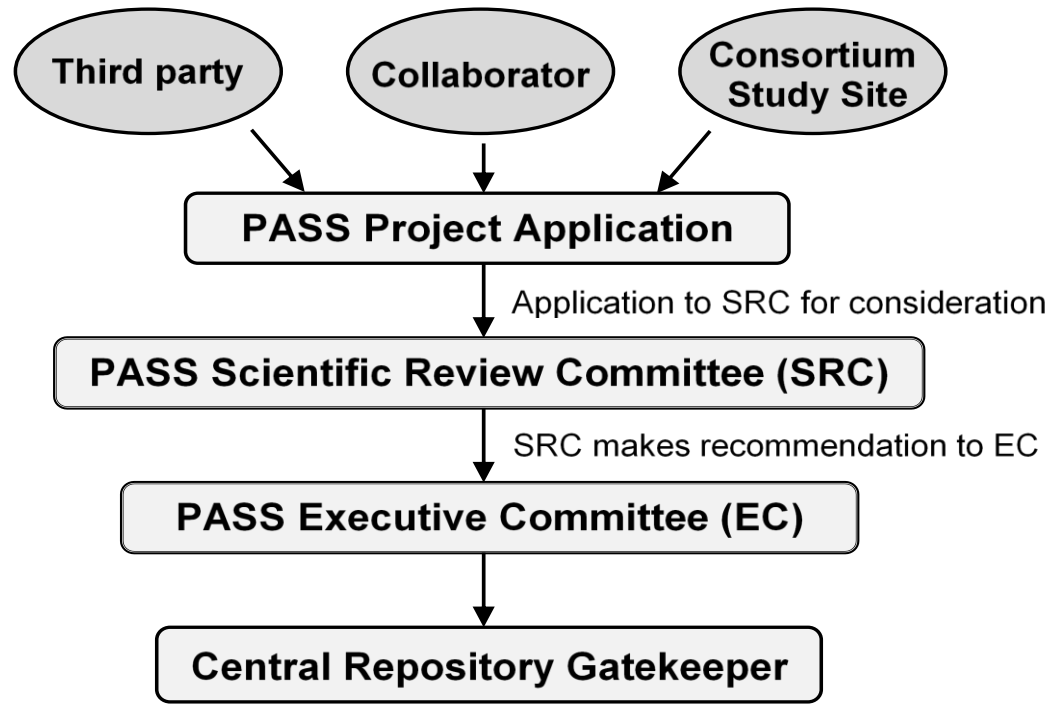 Third party
Collaborator
Consortium
Study Site
PASS Project Application
Application to SRC for consideration
PASS Scientific Review Committee (SRC)
SRC makes recommendation to EC
PASS Executive Committee (EC)
Central Repository Gatekeeper